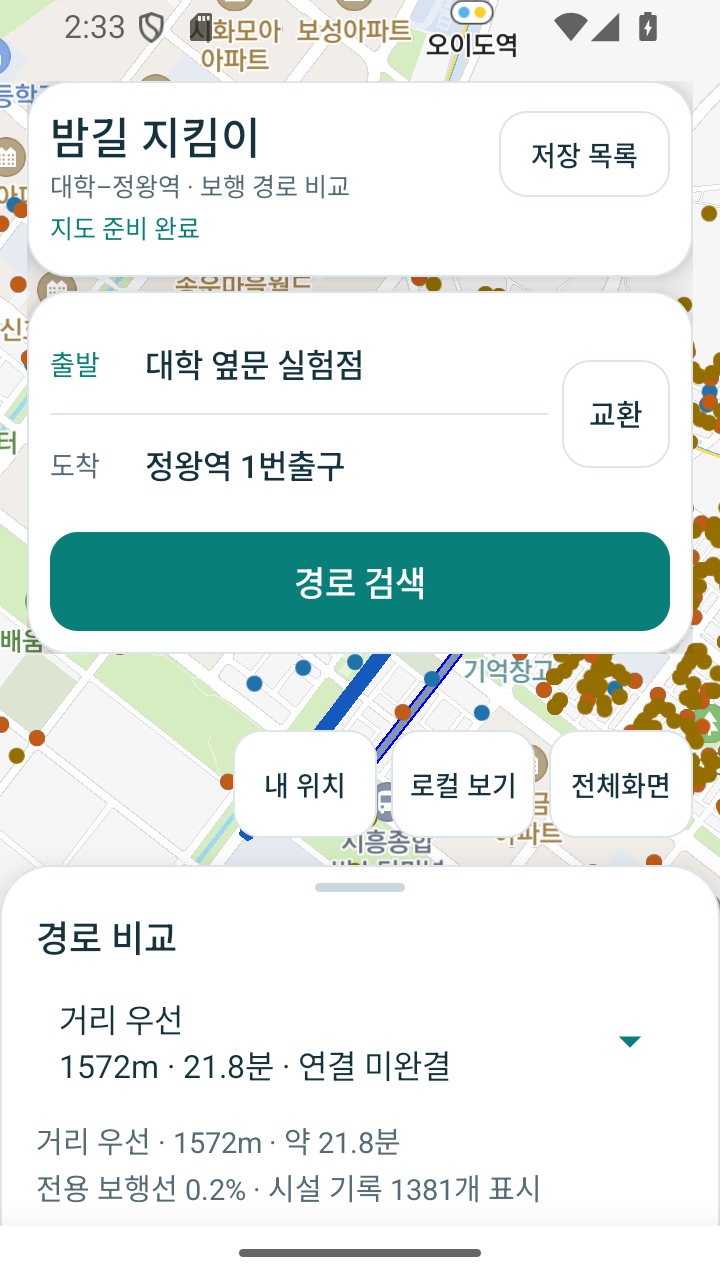 2:33
시화모아
아파트
보성아파트
오이도역
밤길 지킴이
저장 목록
대학–정왕역 · 보행 경로 비교
지도 준비 완료
출발
대학 옆문 실험점
교환
도착
정왕역 1번출구
경로 검색
배움
기억창고
내 위치
로컬 보기
전체화면
시흥종합
아파트
경로 비교
거리 우선
1572m · 21.8분 · 연결 미완결
거리 우선 · 1572m · 약 21.8분
전용 보행선 0.2% · 시설 기록 1381개 표시